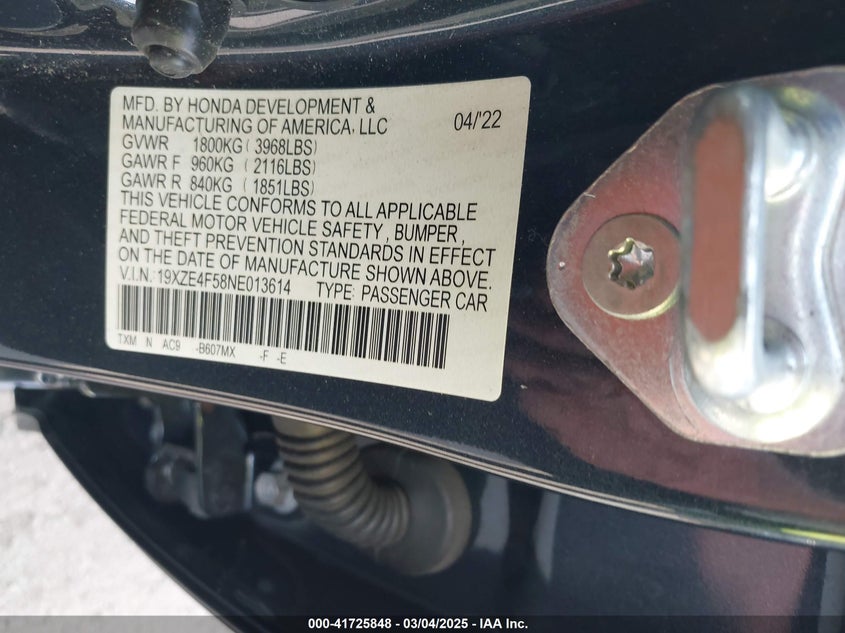 MFD. BY HONDA DEVELOPMENT &
MANUFACTURING OF AMERICA, LLC 04/'22
GVWR 1800KG ( 3968LBS)
GAWR F 960KG ( 2116LBS)
GAWR R 840KG ( 1851LBS)
THIS VEHICLE CONFORMS TO ALL APPLICABLE
FEDERAL MOTOR VEHICLE SAFETY, BUMPER,
AND THEFT PREVENTION STANDARDS IN EFFECT
ON THE DATE OF MANUFACTURE SHOWN ABOVE.
V.I.N.: 19XZE4F58NE013614 TYPE: PASSENGER CAR
TXM N AC9 -B607MX -F -E
000-41725848 - 03/04/2025 - IAA Inc.